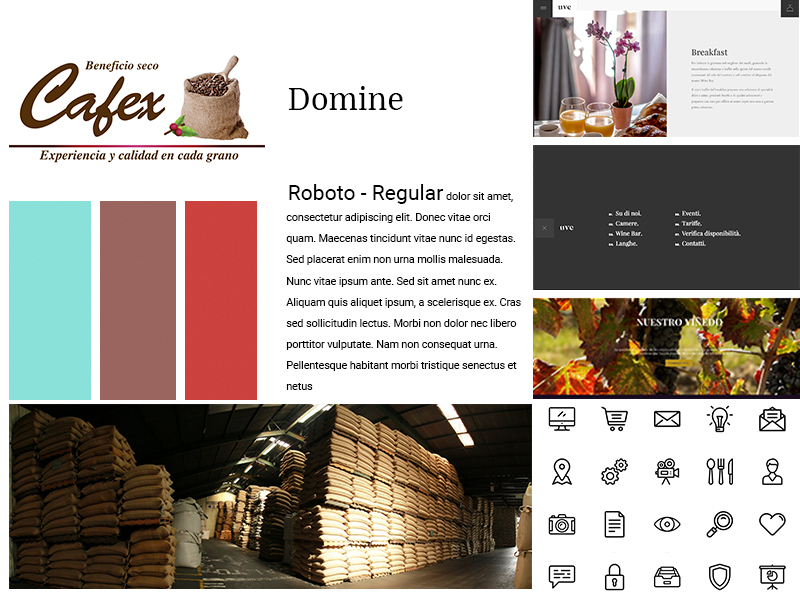 Beneficio seco
Cafex
Experiencia y calidad en cada grano
Domine
Roboto - Regular dolor sit amet,
consectetur adipiscing elit. Donec vitae orci
quam. Maecenas tincidunt vitae nunc id egestas.
Sed placerat enim non urna mollis malesuada.
Nunc vitae ipsum ante. Sed sit amet nunc ex.
Aliquam quis aliquet ipsum, a scelerisque ex. Cras
sed sollicitudin lectus. Morbi non dolor nec libero
porttitor vulputate. Nam non consequat urna.
Pellentesque habitant morbi tristique senectus et
netus
uve
Breakfast
uve
Su di noi.
Camere.
Wine Bar.
Langhe.
Eventi.
Tariffe.
Verifica disponibilità.
Contatti.
NUESTRO VIÑEDO